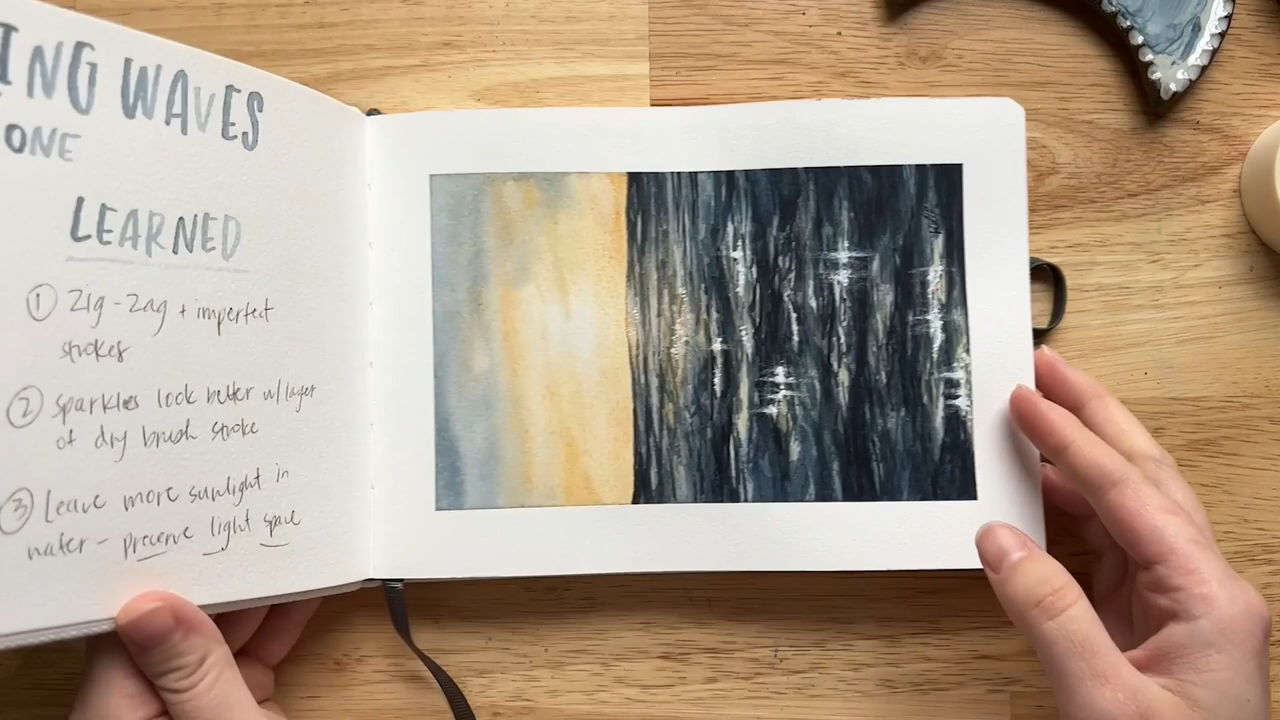 ING WAVES
ONE
LEARNED
① Zig-Zag + imperfect
strokes
② Sparkles look better w/layer
of dry brush stroke
③ leave more sunlight in
water - preserve light space